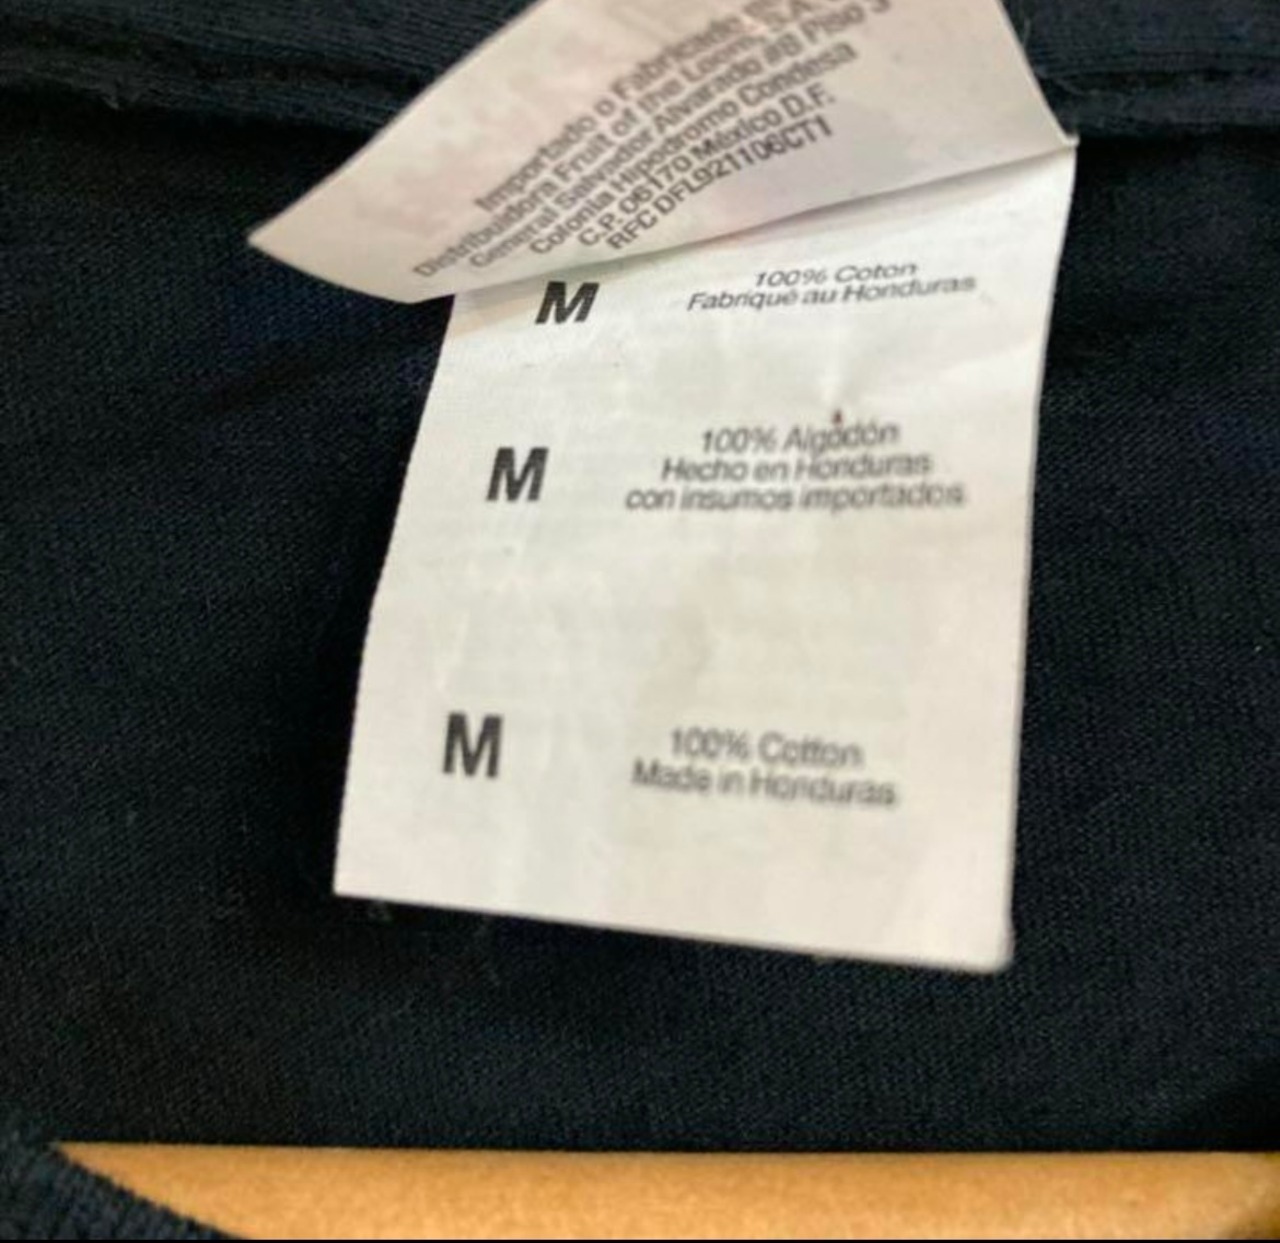 Importado o Fabricado
Distribuidora Fruit of the Loom, S.A.
General Salvador Alvarado #8 Piso 3
Colonia Hipodromo Condesa
C.P. 06170 México D.F.
RFC DFL921106CT1
M
100% Coton
Fabriqué au Honduras
M
100% Algodón
Hecho en Honduras
con insumos importados
M
100% Cotton
Made in Honduras